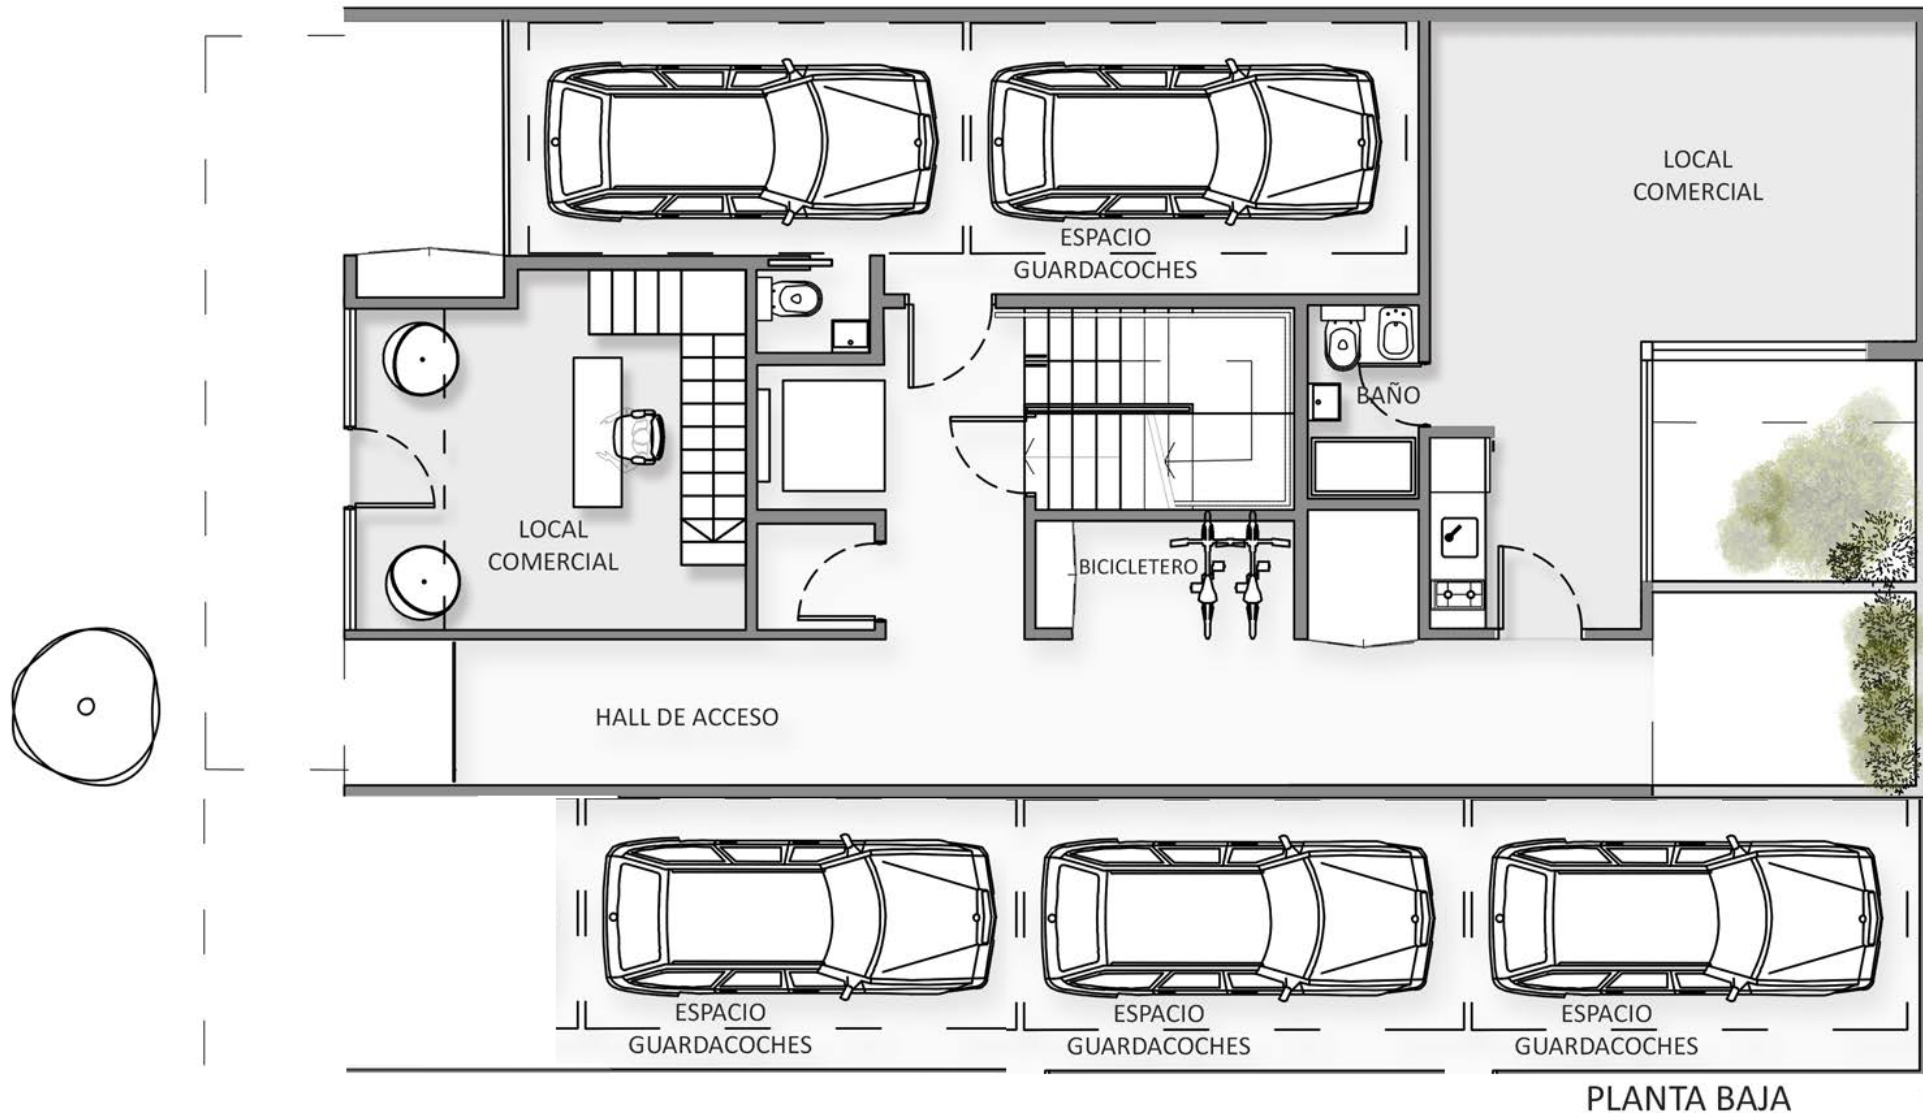 LOCAL
COMERCIAL
ESPACIO
GUARDACOCHES
BAÑO
LOCAL
COMERCIAL
BICICLETERO
HALL DE ACCESO
ESPACIO
GUARDACOCHES
ESPACIO
GUARDACOCHES
ESPACIO
GUARDACOCHES
PLANTA BAJA